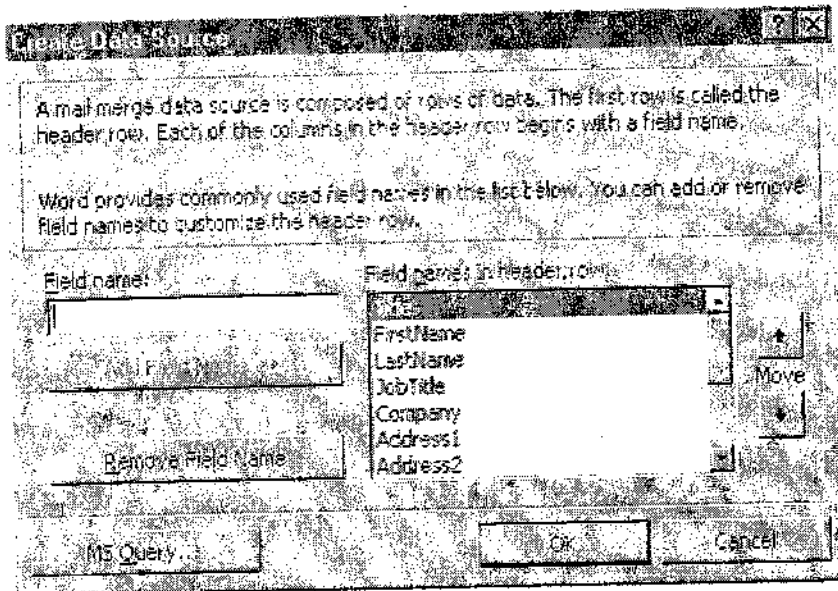 Create Data Source
A mail merge data source is composed of rows of data. The first row is called the
header row. Each of the columns in the header row begins with a field name.
Word provides commonly used field names in the list below. You can add or remove
field names to customize the header row.
Field name:
Field names in header row:
FirstName
LastName
JobTitle
Company
Address1
Address2
Move
Remove Field Name
MS Query...
OK
Cancel